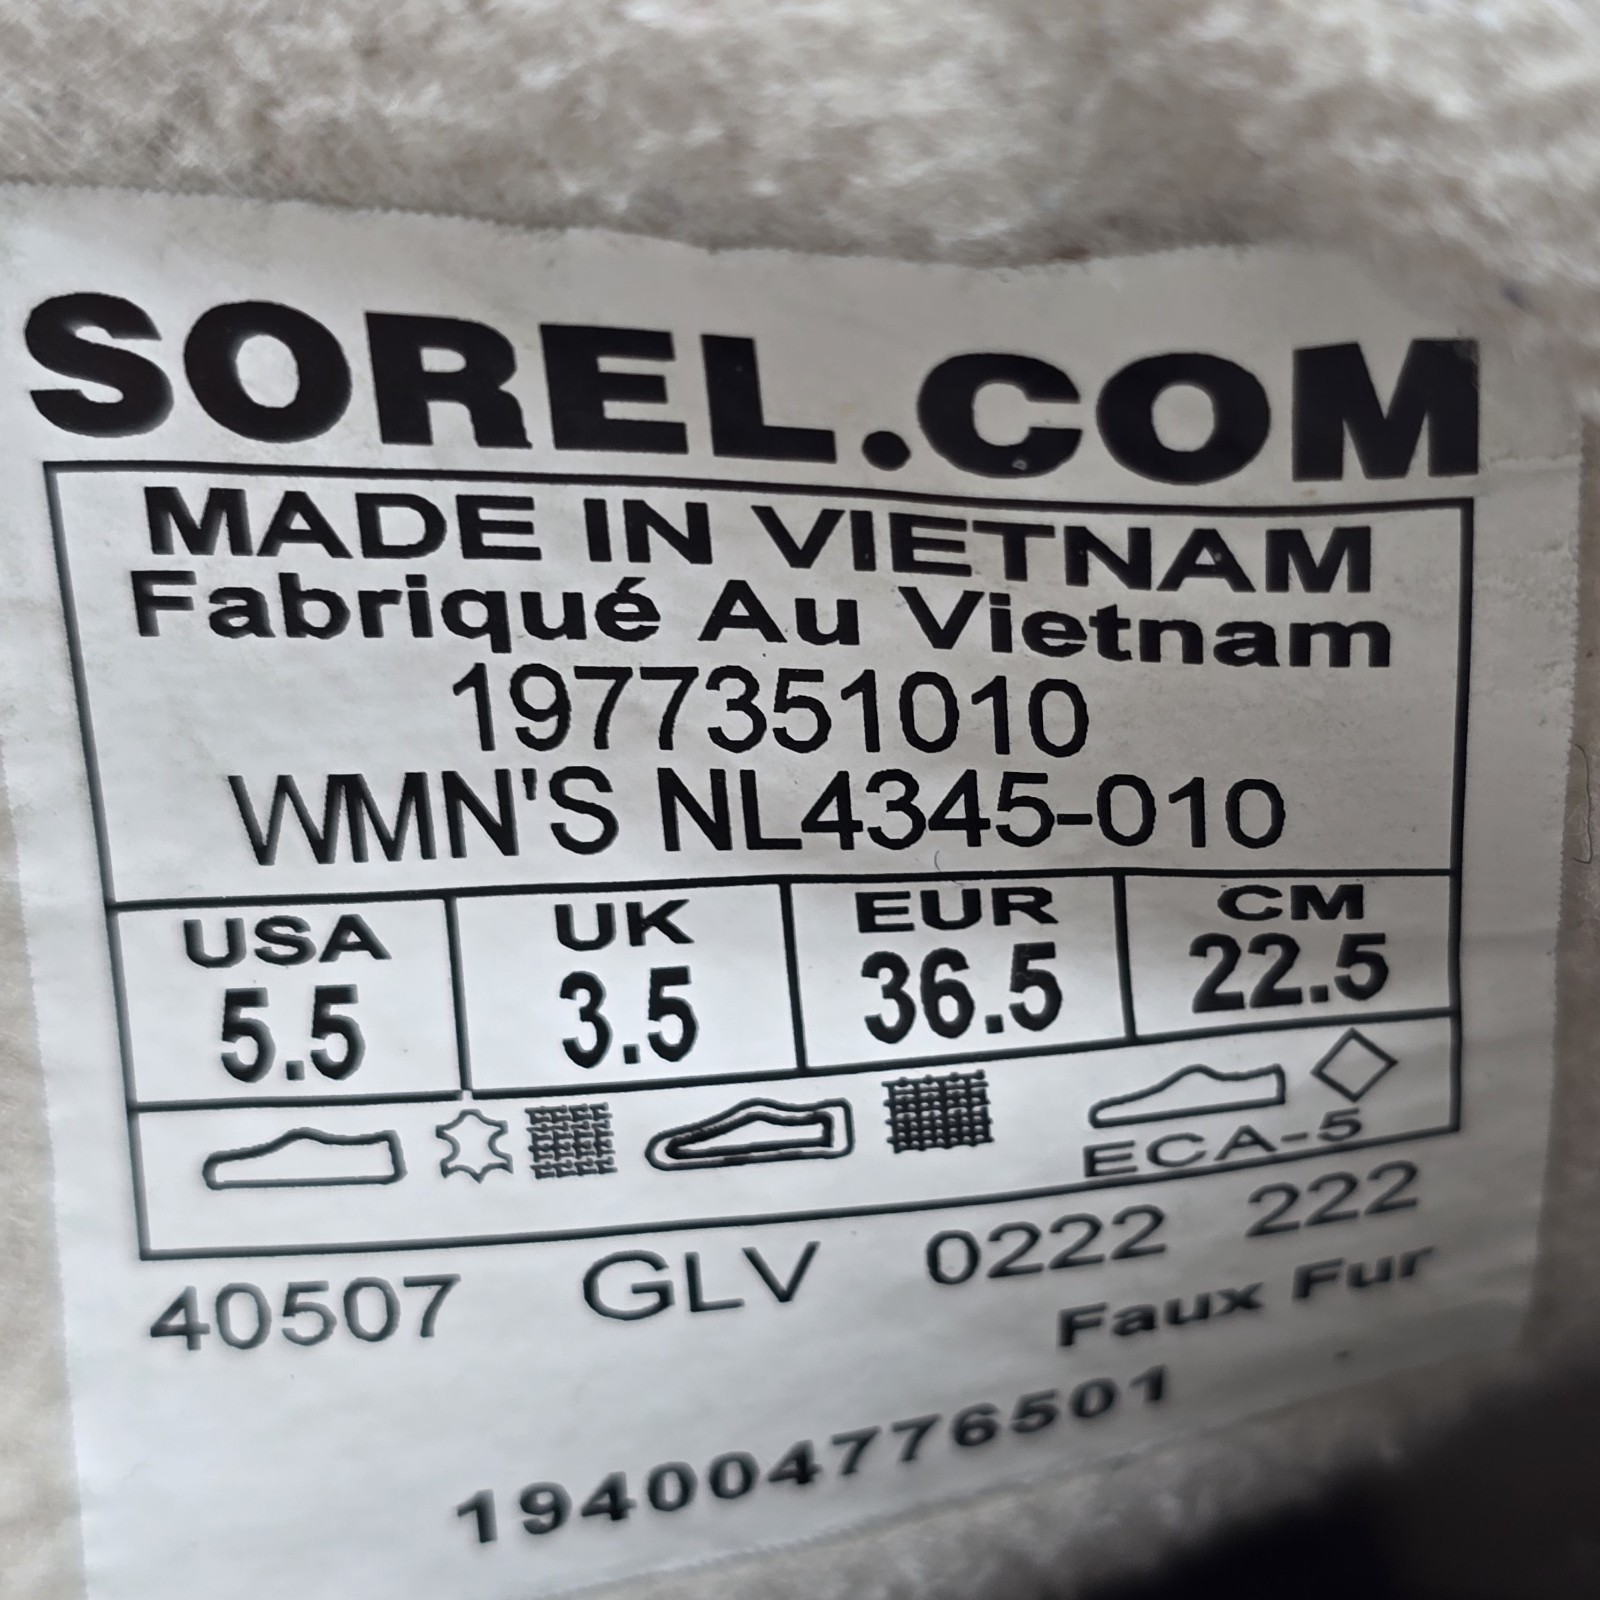 SOREL.COM
MADE IN VIETNAM
Fabriqué Au Vietnam
1977351010
WMN'S NL4345-010
USA UK EUR CM
5.5 3.5 36.5 22.5
ECA-5
40507 GLV 0222 222
Faux Fur
194004776501